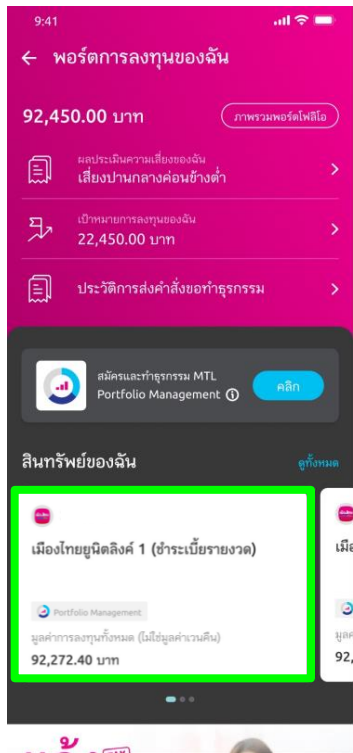 9:41
พอร์ตการลงทุนของฉัน
92,450.00 บาท
ภาพรวมพอร์ตโฟลิโอ
ผลประเมินความเสี่ยงของฉัน
เสี่ยงปานกลางค่อนข้างต่ำ
เป้าหมายการลงทุนของฉัน
22,450.00 บาท
ประวัติการส่งคำสั่งขอทำธุรกรรม
สมัครและทำธุรกรรม MTL
Portfolio Management
คลิก
สินทรัพย์ของฉัน
ดูทั้งหมด
เมืองไทยยูนิตลิงค์ 1 (ชำระเบี้ยรายงวด)
Portfolio Management
มูลค่าการลงทุนทั้งหมด (ไม่ใช่มูลค่าเวนคืน)
92,272.40 บาท
92,